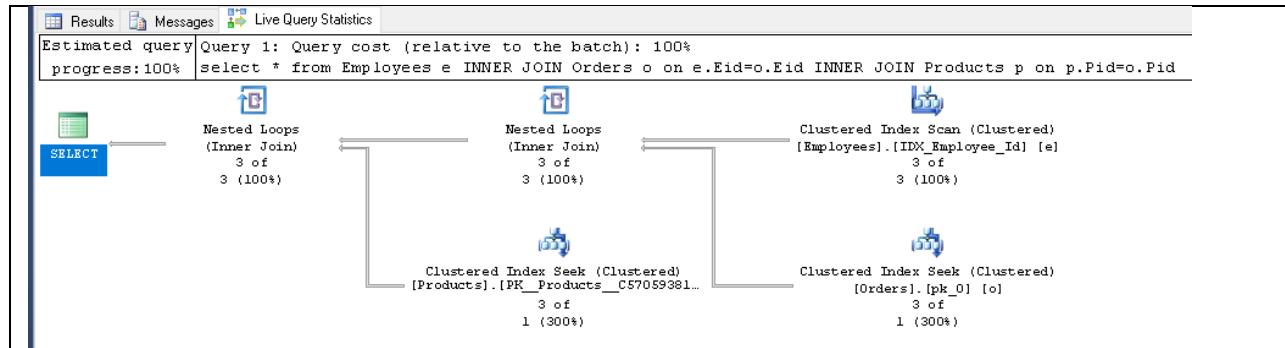 Results Messages Live Query Statistics
Estimated query Query 1: Query cost (relative to the batch): 100%
progress:100% select * from Employees e INNER JOIN Orders o on e.Eid=o.Eid INNER JOIN Products p on p.Pid=o.Pid
SELECT
Nested Loops
(Inner Join)
3 of
3 (100%)
Nested Loops
(Inner Join)
3 of
3 (100%)
Clustered Index Scan (Clustered)
[Employees].[IDX_Employee_Id] [e]
3 of
3 (100%)
Clustered Index Seek (Clustered)
[Products].[PK__Products__C5705938l…
3 of
1 (300%)
Clustered Index Seek (Clustered)
[Orders].[pk_0] [o]
3 of
1 (300%)